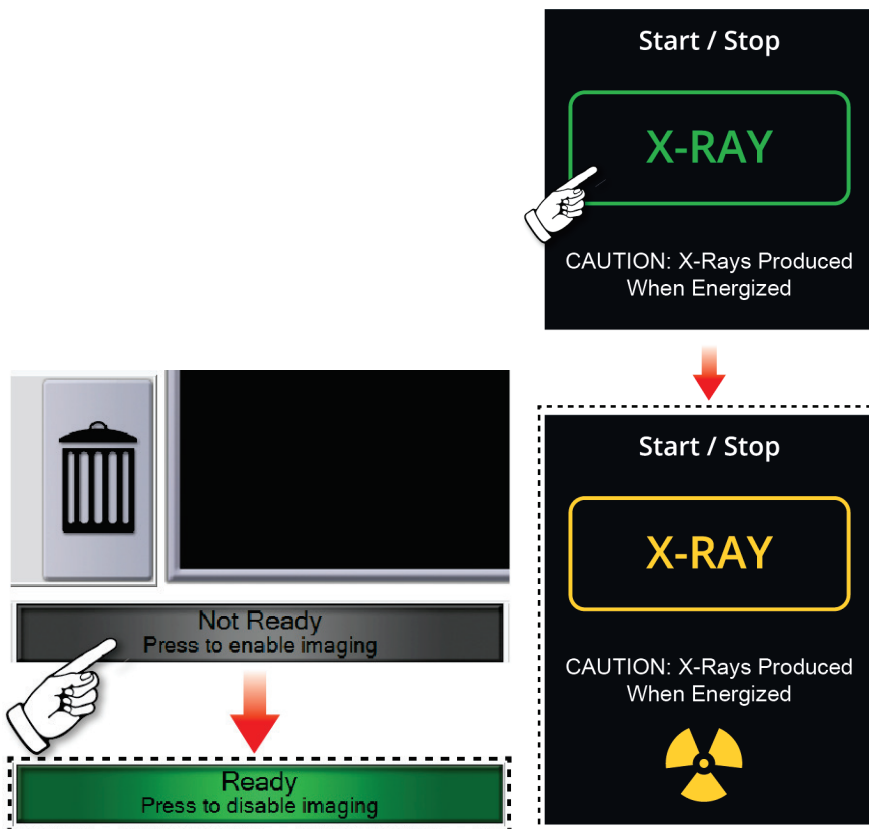 Start / Stop
X-RAY
CAUTION: X-Rays Produced
When Energized
Not Ready
Press to enable imaging
Ready
Press to disable imaging
Start / Stop
X-RAY
CAUTION: X-Rays Produced
When Energized